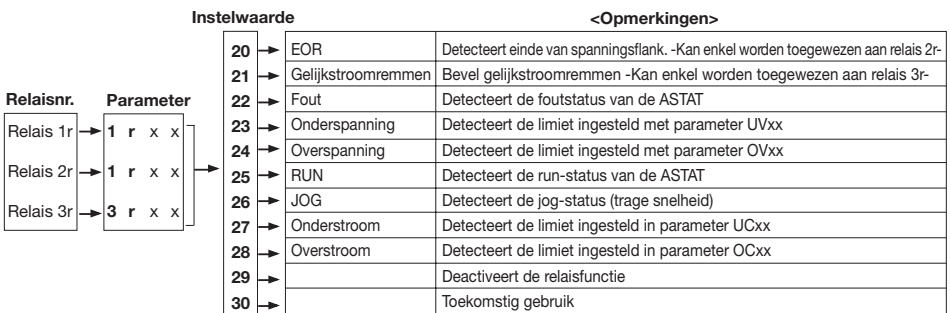 Instelwaarde <Opmerkingen>
20 EOR Detecteert einde van spanningsflank. -Kan enkel worden toegewezen aan relais 2r-
21 Gelijkstroomremmen Bevel gelijkstroomremmen -Kan enkel worden toegewezen aan relais 3r-
Relaisnr. Parameter 22 Fout Detecteert de foutstatus van de ASTAT
Relais 1r 1 r x x 23 Onderspanning Detecteert de limiet ingesteld met parameter UVxx
24 Overspanning Detecteert de limiet ingesteld met parameter OVxx
Relais 2r 1 r x x 25 RUN Detecteert de run-status van de ASTAT
26 JOG Detecteert de jog-status (trage snelheid)
Relais 3r 3 r x x 27 Onderstroom Detecteert de limiet ingesteld in parameter UCxx
28 Overstroom Detecteert de limiet ingesteld in parameter OCxx
29 Deactiveert de relaisfunctie
30 Toekomstig gebruik